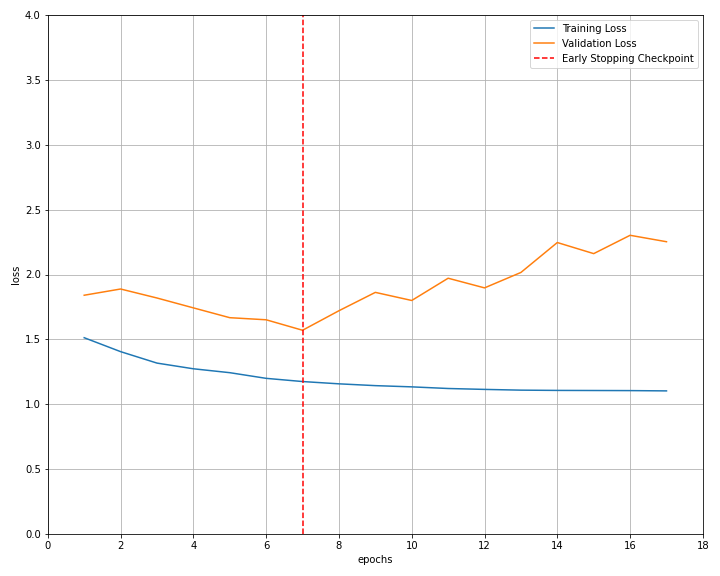 4.0
3.5
3.0
2.5
2.0
1.5
1.0
0.5
0.0
loss
Training Loss
Validation Loss
Early Stopping Checkpoint
0 2 4 6 8 10 12 14 16 18
epochs